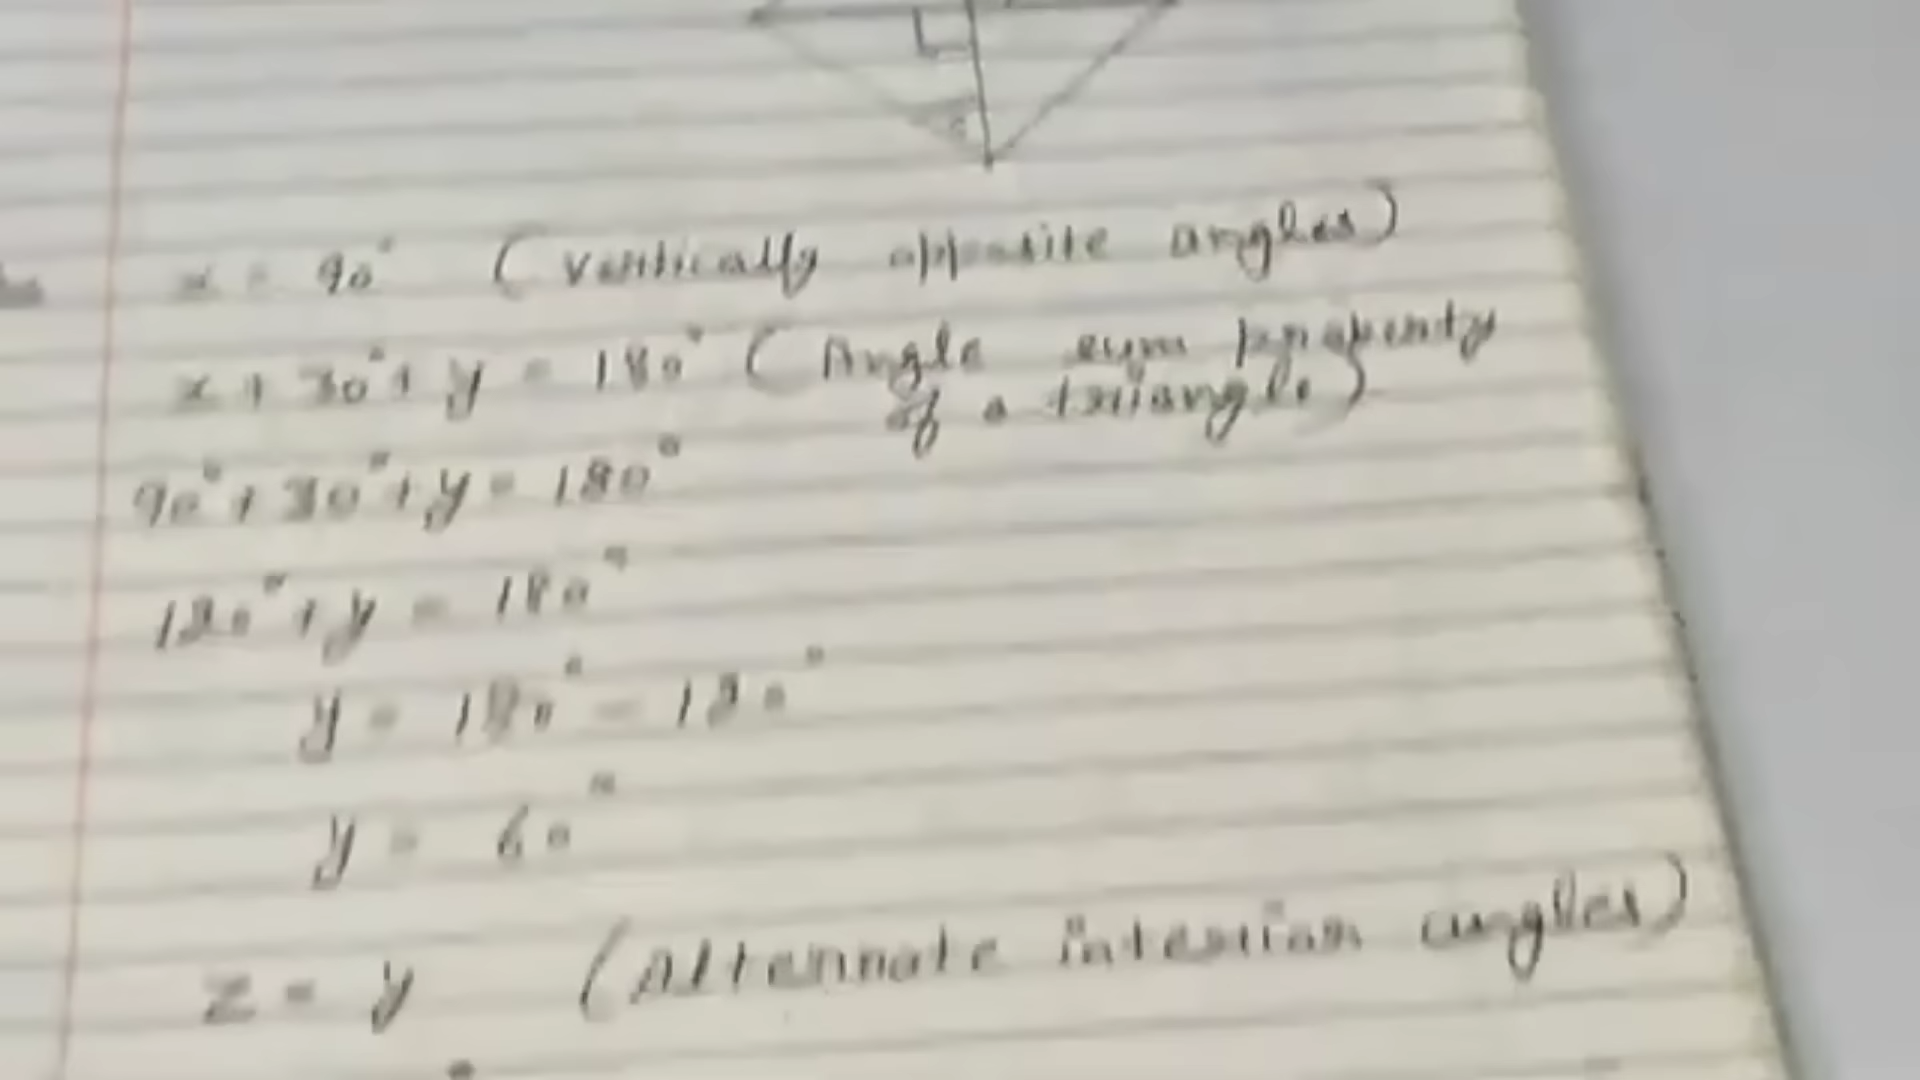 x = 90° (vertically opposite angles)
x + 30° + y = 180° (Angle sum property
of a triangle)
90° + 30° + y = 180°
120° + y = 180°
y = 180° - 120°
y = 60°
z = y (Alternate interior angles)